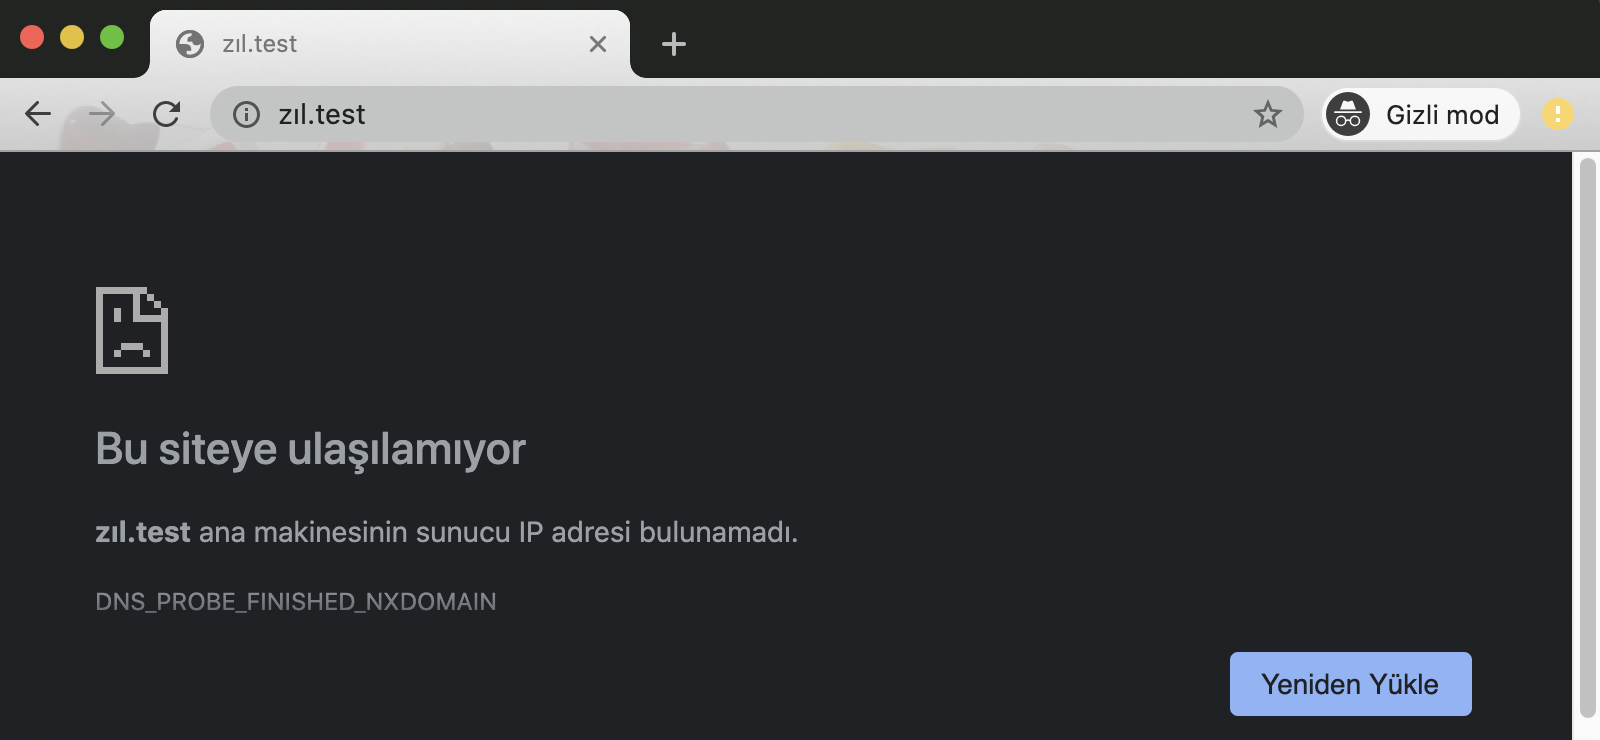 zıl.test
zıl.test
Gizli mod
Bu siteye ulaşılamıyor
zıl.test ana makinesinin sunucu IP adresi bulunamadı.
DNS_PROBE_FINISHED_NXDOMAIN
Yeniden Yükle